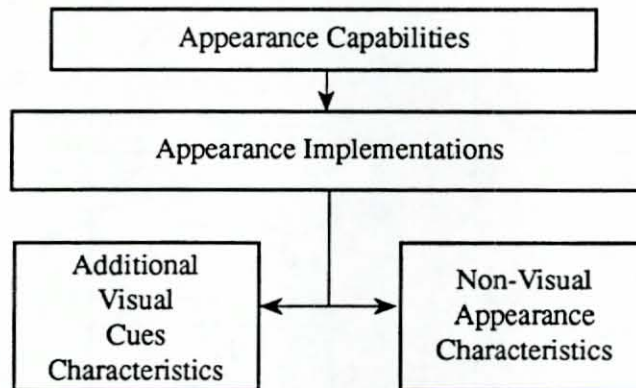 Appearance Capabilities
Appearance Implementations
Additional
Visual
Cues
Characteristics
Non-Visual
Appearance
Characteristics